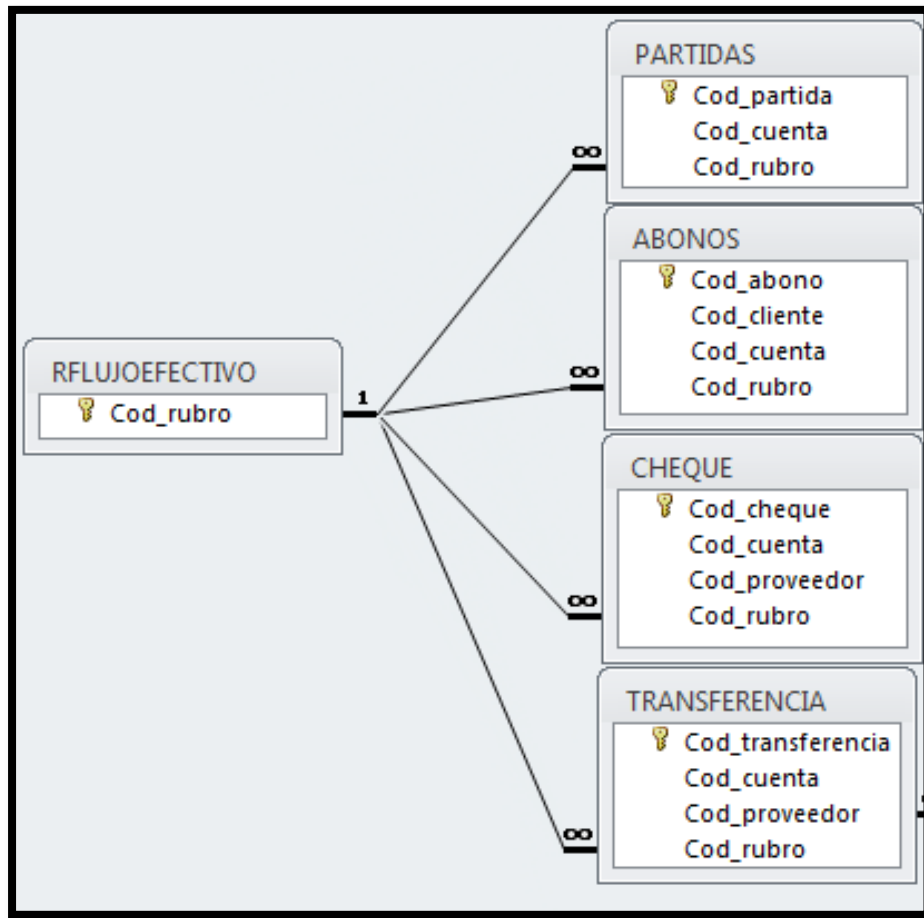 RFLUJOEFECTIVO
Cod_rubro
1
PARTIDAS
Cod_partida
Cod_cuenta
Cod_rubro
∞
ABONOS
Cod_abono
Cod_cliente
Cod_cuenta
Cod_rubro
∞
CHEQUE
Cod_cheque
Cod_cuenta
Cod_proveedor
Cod_rubro
∞
TRANSFERENCIA
Cod_transferencia
Cod_cuenta
Cod_proveedor
Cod_rubro
∞